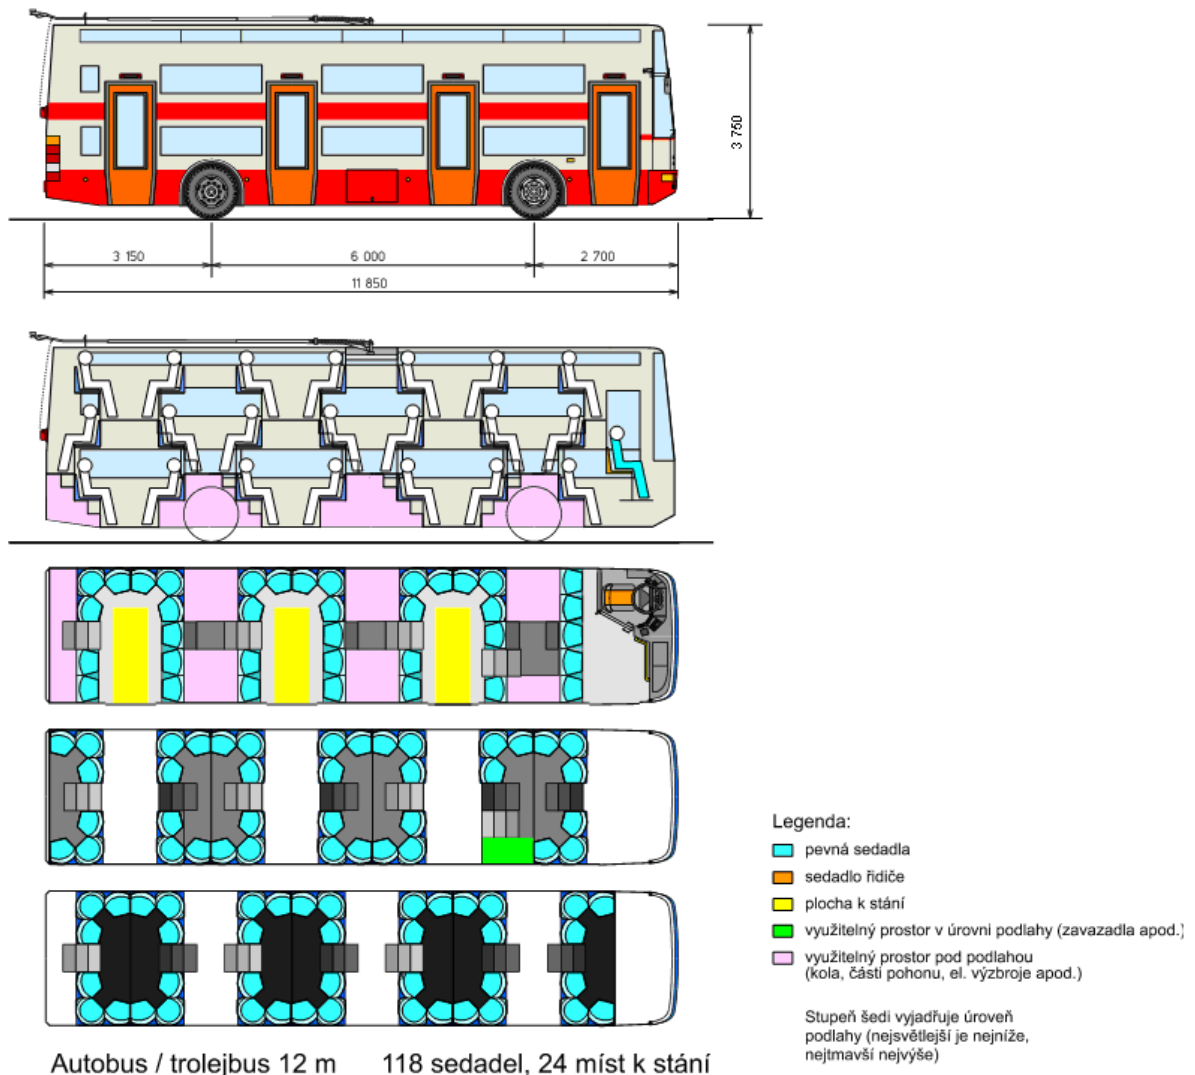 3 750
3 150
6 000
2 700
11 850
Legenda:
pevná sedadla
sedadlo řidiče
plocha k stání
využitelný prostor v úrovni podlahy (zavazadla apod.)
využitelný prostor pod podlahou
(kola, části pohonu, el. výzbroje apod.)
Stupeň šedi vyjadřuje úroveň
podlahy (nejsvětlejší je nejníže,
nejtmavší nejvýše)
Autobus / trolejbus 12 m 118 sedadel, 24 míst k stání